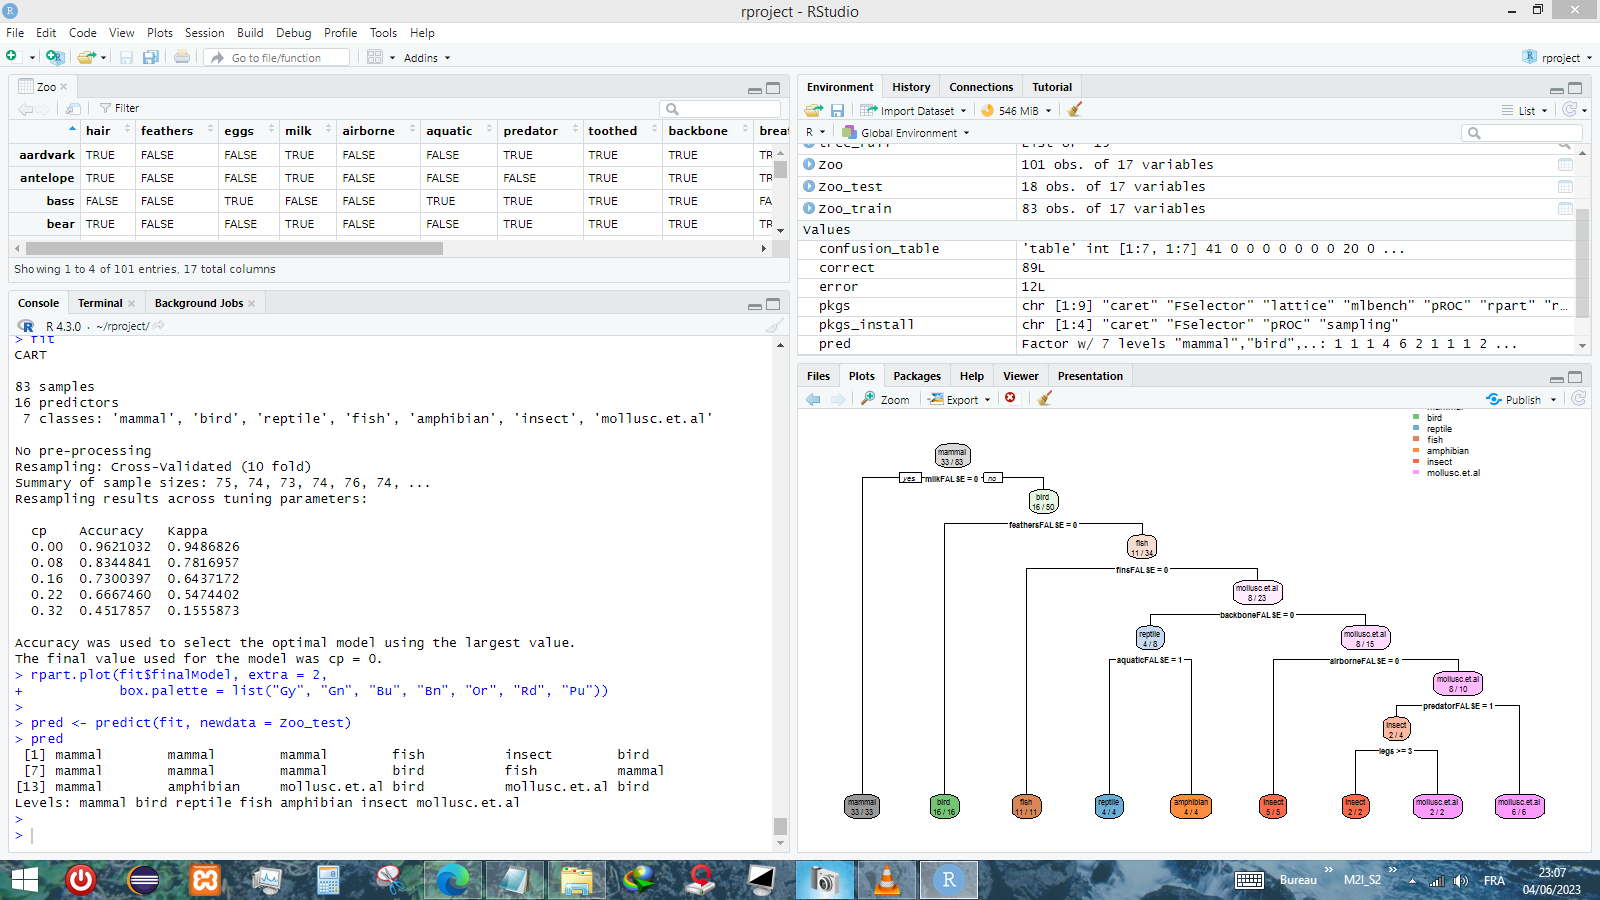 rproject - RStudio
File Edit Code View Plots Session Build Debug Profile Tools Help
Go to file/function
Addins
rproject
Zoo
Filter
hair feathers eggs milk airborne aquatic predator toothed backbone breat
aardvark TRUE FALSE FALSE TRUE FALSE FALSE TRUE TRUE TRUE TR
antelope TRUE FALSE FALSE TRUE FALSE FALSE FALSE TRUE TRUE TR
bass FALSE FALSE TRUE FALSE FALSE TRUE TRUE TRUE TRUE FA
bear TRUE FALSE FALSE TRUE FALSE FALSE TRUE TRUE TRUE TR
Showing 1 to 4 of 101 entries, 17 total columns
Console Terminal Background Jobs
R 4.3.0 · ~/rproject/
> fit
CART
83 samples
16 predictors
7 classes: 'mammal', 'bird', 'reptile', 'fish', 'amphibian', 'insect', 'mollusc.et.al'
No pre-processing
Resampling: Cross-Validated (10 fold)
Summary of sample sizes: 75, 74, 73, 74, 76, 74, ...
Resampling results across tuning parameters:
cp Accuracy Kappa
0.00 0.9621032 0.9486826
0.08 0.8344841 0.7816957
0.16 0.7300397 0.6437172
0.22 0.6667460 0.5474402
0.32 0.4517857 0.1555873
Accuracy was used to select the optimal model using the largest value.
The final value used for the model was cp = 0.
> rpart.plot(fit$finalModel, extra = 2,
+ box.palette = list("Gy", "Gn", "Bu", "Bn", "Or", "Rd", "Pu"))
>
> pred <- predict(fit, newdata = Zoo_test)
> pred
[1] mammal mammal mammal fish insect bird
[7] mammal mammal mammal bird fish mammal
[13] mammal amphibian mollusc.et.al bird mollusc.et.al bird
Levels: mammal bird reptile fish amphibian insect mollusc.et.al
>
>
Environment History Connections Tutorial
Import Dataset 546 MiB List
R Global Environment
tree_full List of 15
Zoo 101 obs. of 17 variables
Zoo_test 18 obs. of 17 variables
Zoo_train 83 obs. of 17 variables
Values
confusion_table 'table' int [1:7, 1:7] 41 0 0 0 0 0 0 0 20 0 ...
correct 89L
error 12L
pkgs chr [1:9] "caret" "FSelector" "lattice" "mlbench" "pROC" "rpart" "r…
pkgs_install chr [1:4] "caret" "FSelector" "pROC" "sampling"
pred Factor w/ 7 levels "mammal","bird",..: 1 1 1 4 6 2 1 1 1 2 ...
Files Plots Packages Help Viewer Presentation
Zoom Export Publish
mammal
bird
reptile
fish
amphibian
insect
mollusc.et.al
mammal
33 / 83
yes milkFALSE = 0 no
bird
16 / 50
feathersFALSE = 0
fish
11 / 34
finsFALSE = 0
mollusc.et.al
8 / 23
backboneFALSE = 0
reptile
4 / 8
mollusc.et.al
8 / 15
aquaticFALSE = 1
airborneFALSE = 0
mollusc.et.al
8 / 10
predatorFALSE = 1
insect
2 / 4
legs >= 3
mammal bird fish reptile amphibian insect insect mollusc.et.al mollusc.et.al
33 / 33 16 / 16 11 / 11 4 / 4 4 / 4 5 / 5 2 / 2 2 / 2 6 / 6
Bureau M2I_S2 FRA
23:07
04/06/2023